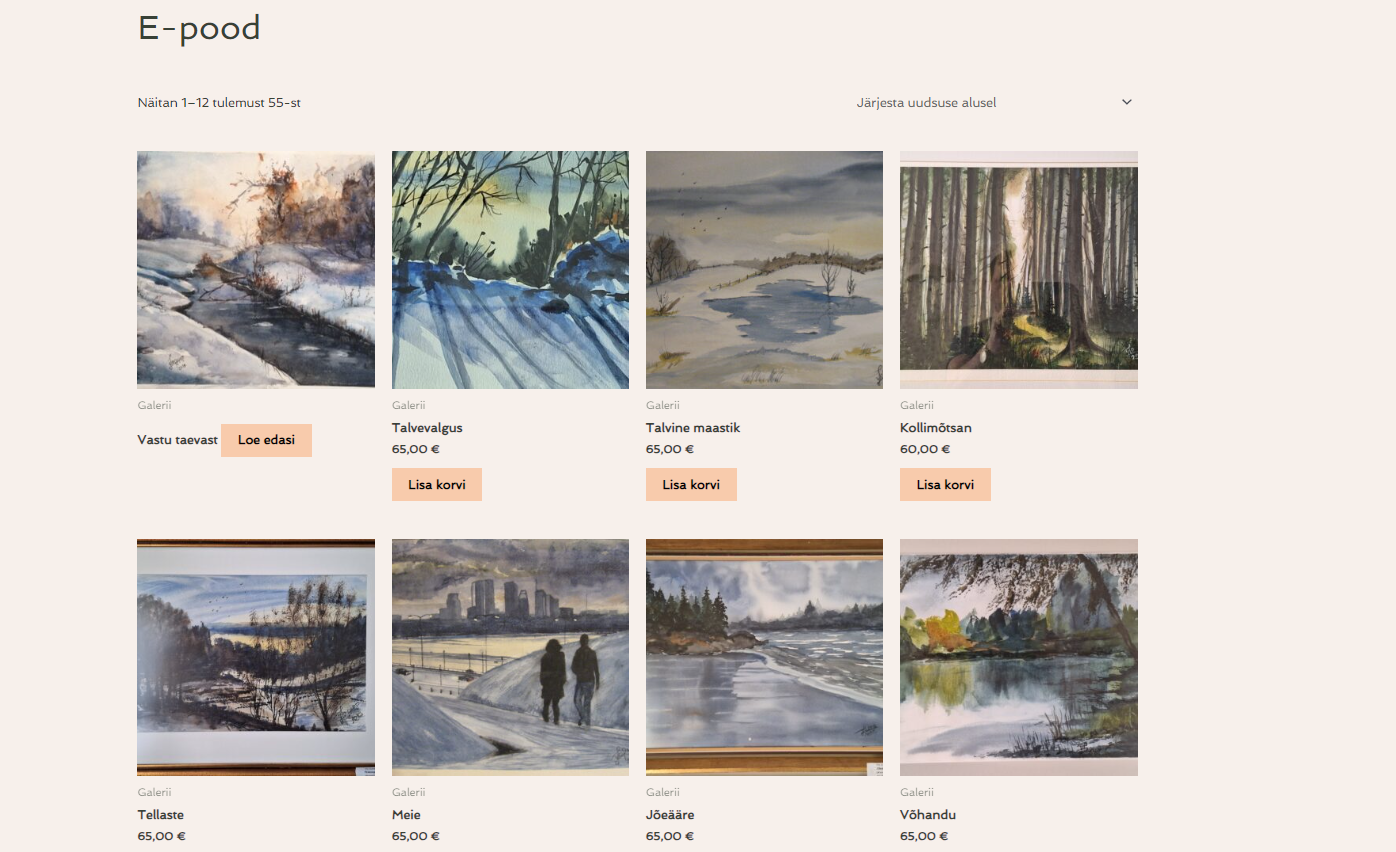 E-pood
Näitan 1–12 tulemust 55-st
Järjesta uudsuse alusel
Galerii
Vastu taevast
Loe edasi
Galerii
Talvevalgus
65,00 €
Lisa korvi
Galerii
Talvine maastik
65,00 €
Lisa korvi
Galerii
Kollimõtsan
60,00 €
Lisa korvi
Galerii
Tellaste
65,00 €
Galerii
Meie
65,00 €
Galerii
Jõeääre
65,00 €
Galerii
Võhandu
65,00 €